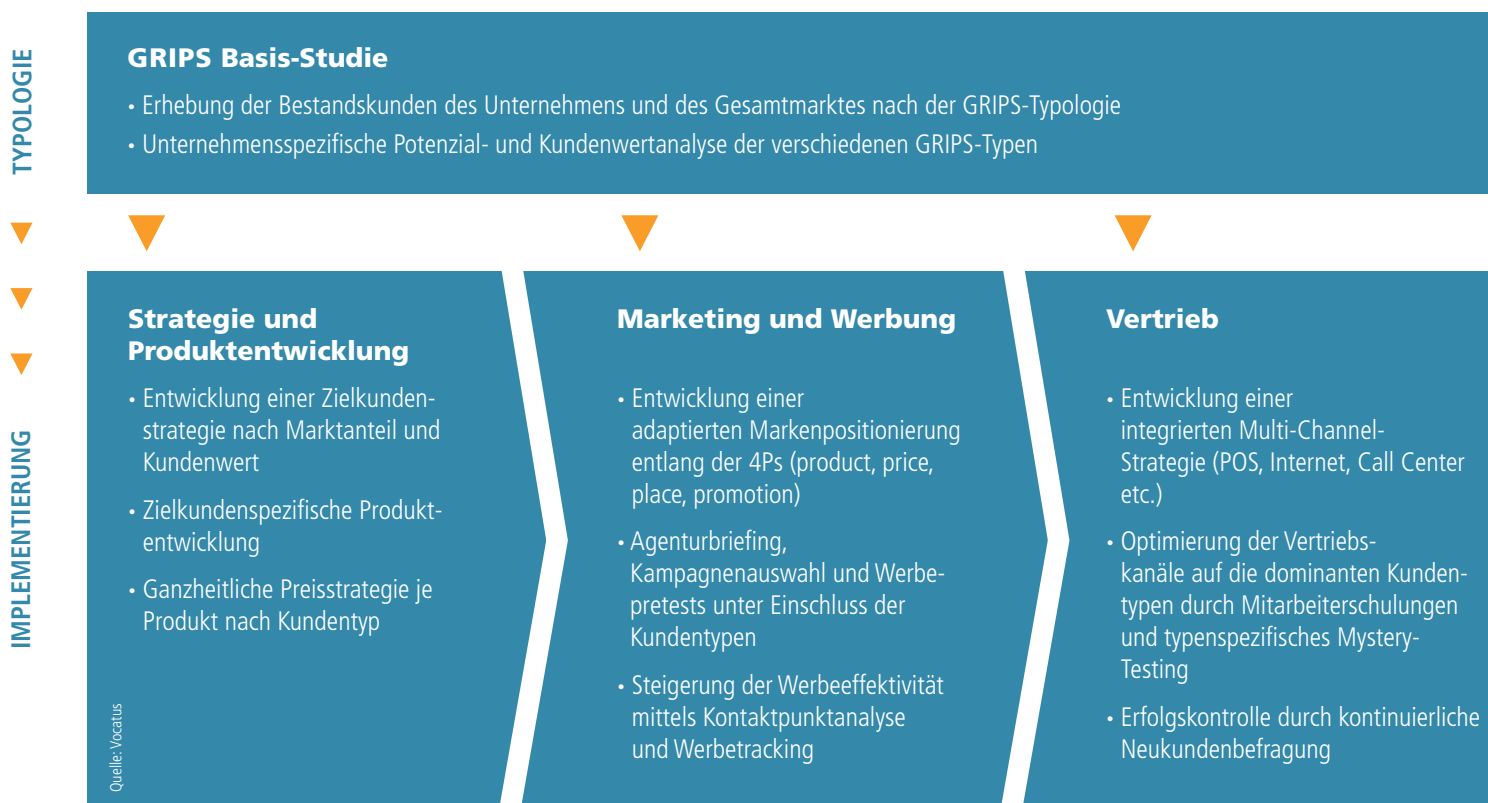 TYPOLOGIE
GRIPS Basis-Studie
• Erhebung der Bestandskunden des Unternehmens und des Gesamtmarktes nach der GRIPS-Typologie
• Unternehmensspezifische Potenzial- und Kundenwertanalyse der verschiedenen GRIPS-Typen
IMPLEMENTIERUNG
Strategie und
Produktentwicklung
• Entwicklung einer Zielkunden-
strategie nach Marktanteil und
Kundenwert
• Zielkundenspezifische Produkt-
entwicklung
• Ganzheitliche Preisstrategie je
Produkt nach Kundentyp
Quelle: Vocatus
Marketing und Werbung
• Entwicklung einer
adaptierten Markenpositionierung
entlang der 4Ps (product, price,
place, promotion)
• Agenturbriefing,
Kampagnenauswahl und Werbe-
pretests unter Einschluss der
Kundentypen
• Steigerung der Werbeeffektivität
mittels Kontaktpunktanalyse
und Werbetracking
Vertrieb
• Entwicklung einer
integrierten Multi-Channel-
Strategie (POS, Internet, Call Center
etc.)
• Optimierung der Vertriebs-
kanäle auf die dominanten Kunden-
typen durch Mitarbeiterschulungen
und typenspezifisches Mystery-
Testing
• Erfolgskontrolle durch kontinuierliche
Neukundenbefragung